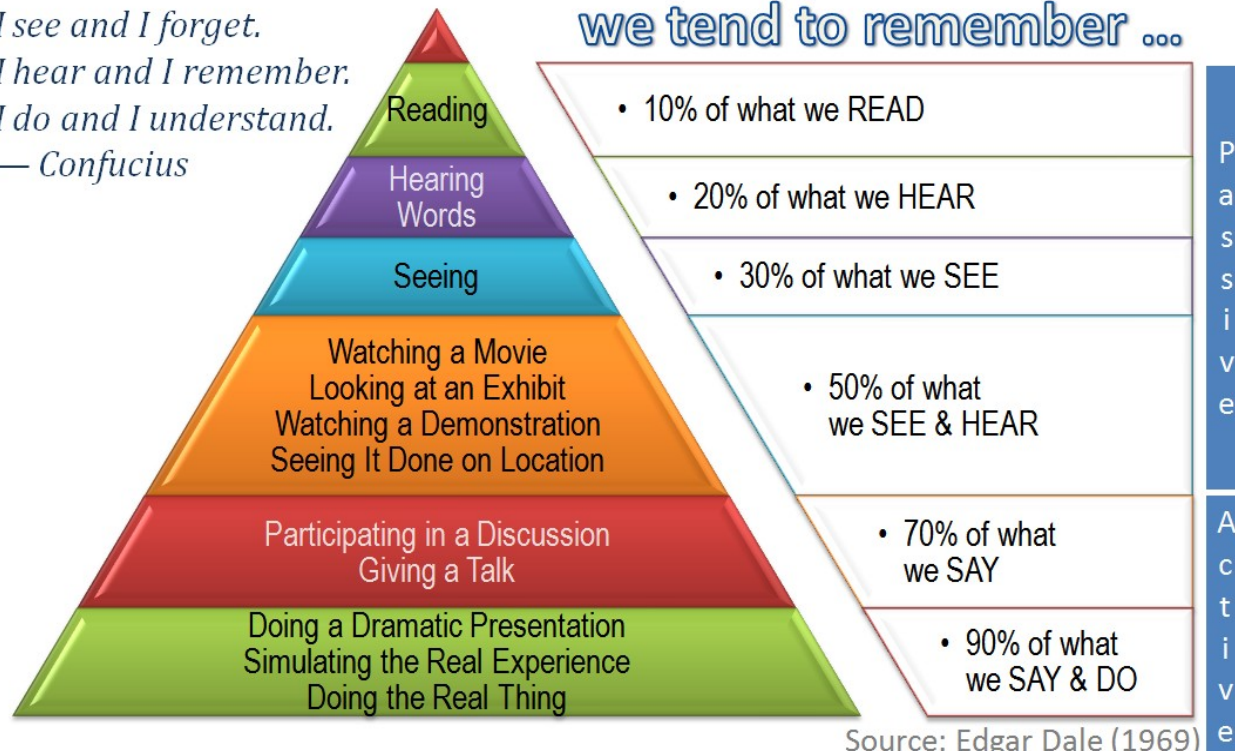 I see and I forget.
I hear and I remember.
I do and I understand.
— Confucius
we tend to remember ...
Reading
• 10% of what we READ
Hearing
Words
• 20% of what we HEAR
Seeing
• 30% of what we SEE
Watching a Movie
Looking at an Exhibit
Watching a Demonstration
Seeing It Done on Location
• 50% of what
we SEE & HEAR
Participating in a Discussion
Giving a Talk
• 70% of what
we SAY
Doing a Dramatic Presentation
Simulating the Real Experience
Doing the Real Thing
• 90% of what
we SAY & DO
Passive
Active
Source: Edgar Dale (1969)